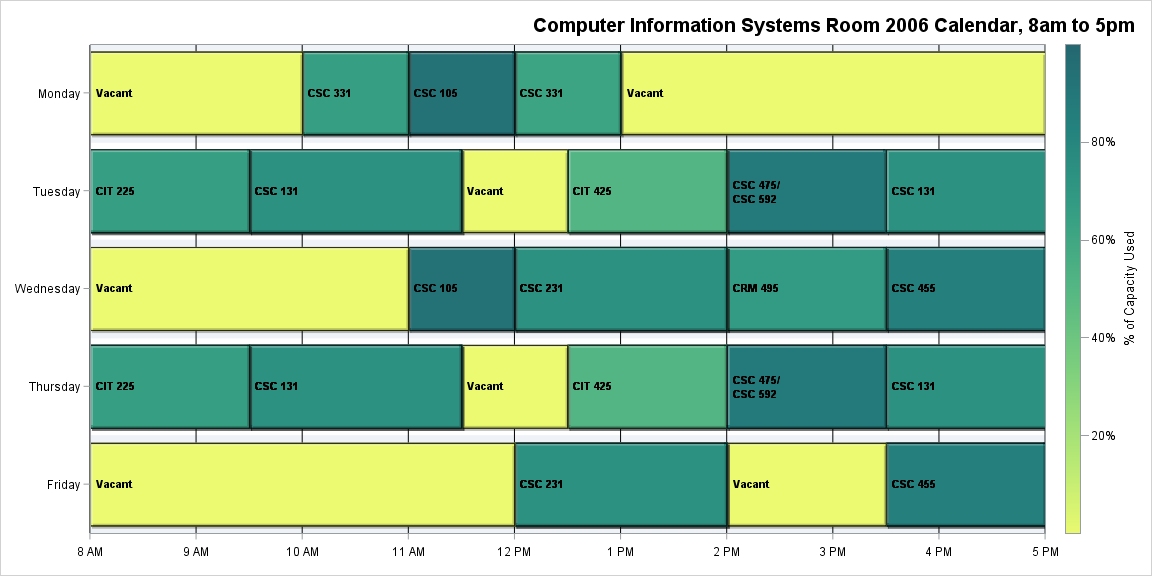 Computer Information Systems Room 2006 Calendar, 8am to 5pm
Monday
Vacant
CSC 331
CSC 105
CSC 331
Vacant
Tuesday
CIT 225
CSC 131
Vacant
CIT 425
CSC 475/
CSC 592
CSC 131
Wednesday
Vacant
CSC 105
CSC 231
CRM 495
CSC 455
Thursday
CIT 225
CSC 131
Vacant
CIT 425
CSC 475/
CSC 592
CSC 131
Friday
Vacant
CSC 231
Vacant
CSC 455
8 AM
9 AM
10 AM
11 AM
12 PM
1 PM
2 PM
3 PM
4 PM
5 PM
80%
60%
40%
20%
% of Capacity Used